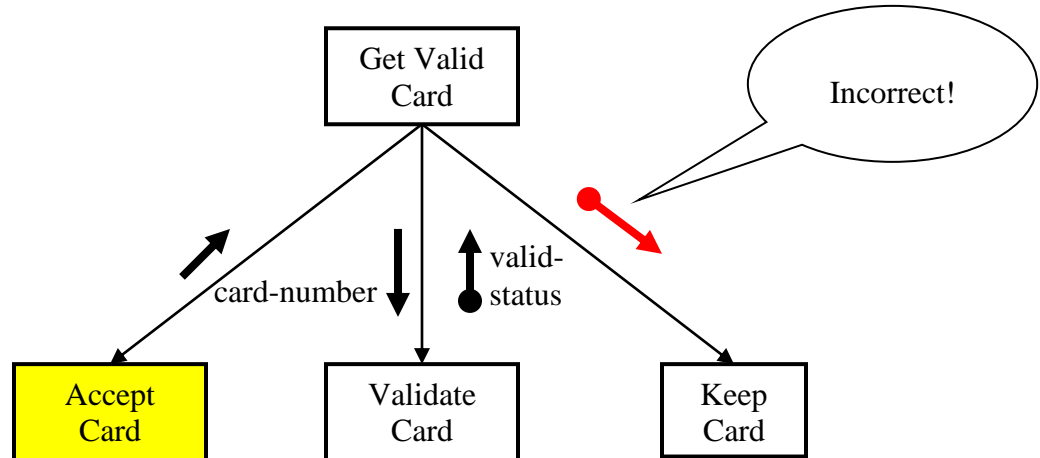 Get Valid
Card
Incorrect!
card-number
valid-
status
Accept
Card
Validate
Card
Keep
Card